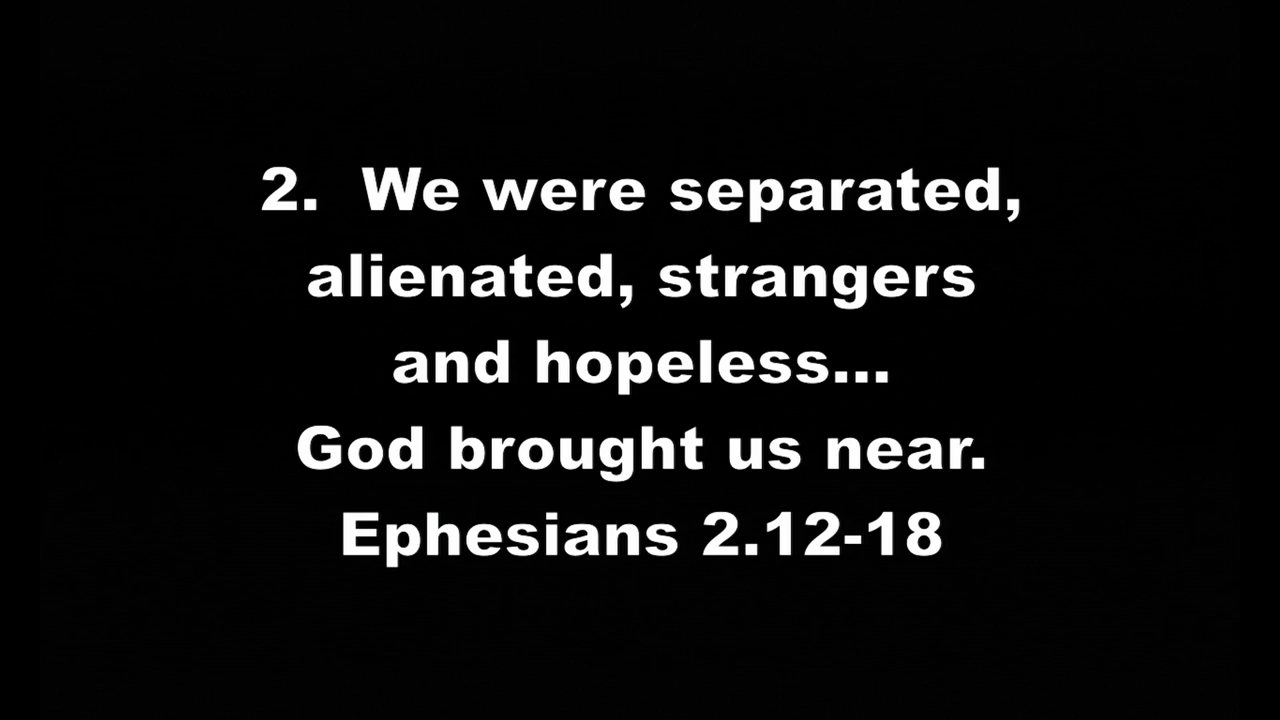 2.  We were separated,
alienated, strangers
and hopeless...
God brought us near.
Ephesians 2.12-18